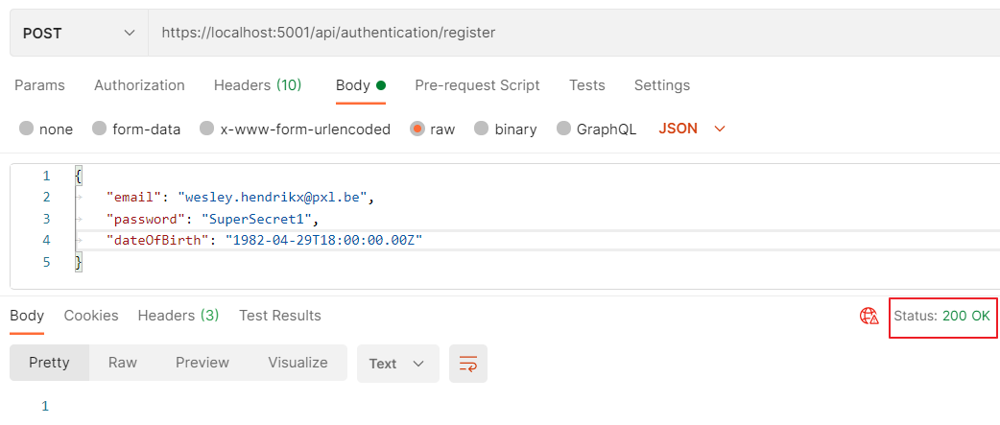 POST https://localhost:5001/api/authentication/register
Params Authorization Headers (10) Body Pre-request Script Tests Settings
none form-data x-www-form-urlencoded raw binary GraphQL JSON
1 {
2 "email": "wesley.hendrikx@pxl.be",
3 "password": "SuperSecret1",
4 "dateOfBirth": "1982-04-29T18:00:00.00Z"
5 }
Body Cookies Headers (3) Test Results Status: 200 OK
Pretty Raw Preview Visualize Text
1